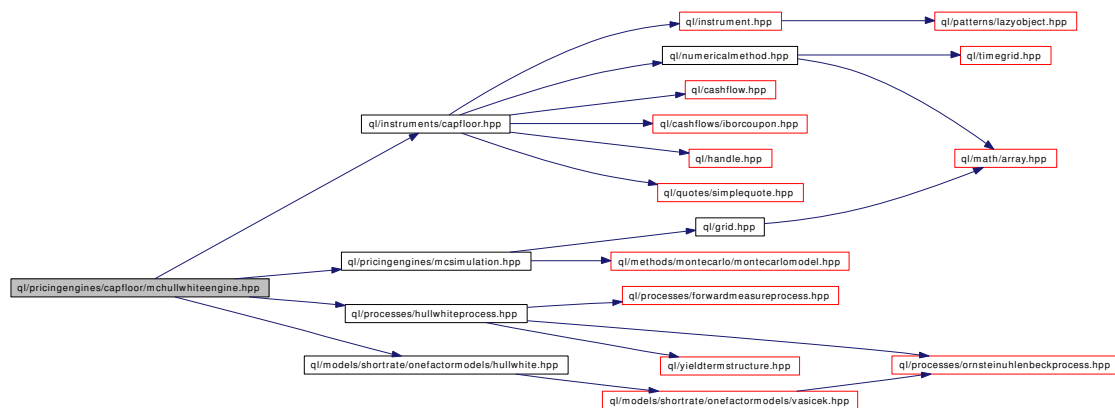 ql/instrument.hpp
ql/patterns/lazyobject.hpp
ql/numericalmethod.hpp
ql/timegrid.hpp
ql/cashflow.hpp
ql/instruments/capfloor.hpp
ql/cashflows/iborcoupon.hpp
ql/handle.hpp
ql/math/array.hpp
ql/quotes/simplequote.hpp
ql/grid.hpp
ql/pricingengines/mcsimulation.hpp
ql/methods/montecarlo/montecarlomodel.hpp
ql/pricingengines/capfloor/mchullwhiteengine.hpp
ql/processes/forwardmeasureprocess.hpp
ql/processes/hullwhiteprocess.hpp
ql/models/shortrate/onefactormodels/hullwhite.hpp
ql/yieldtermstructure.hpp
ql/processes/ornsteinuhlenbeckprocess.hpp
ql/models/shortrate/onefactormodels/vasicek.hpp